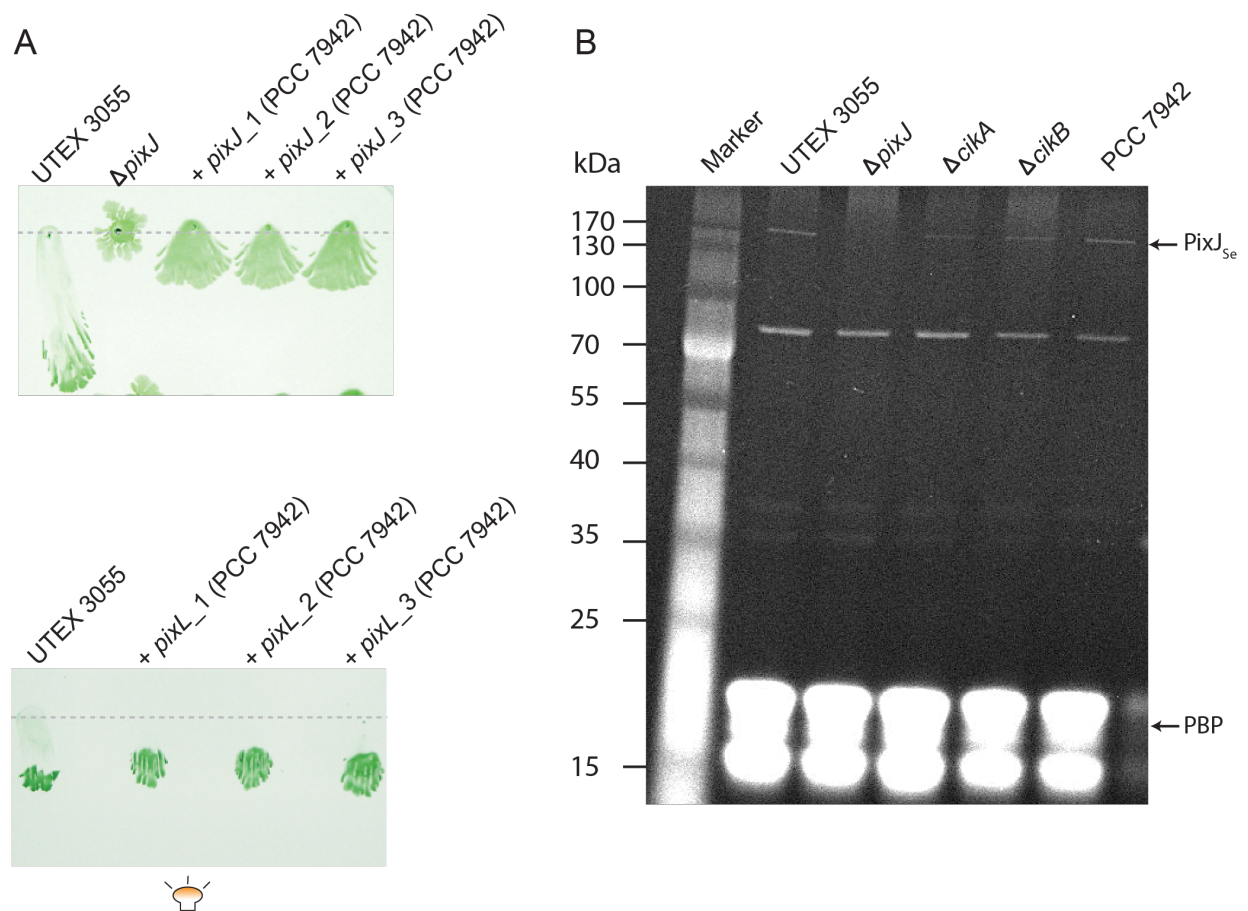 A
UTEX 3055
ΔpixJ
+ pixJ_1 (PCC 7942)
+ pixJ_2 (PCC 7942)
+ pixJ_3 (PCC 7942)
UTEX 3055
+ pixL_1 (PCC 7942)
+ pixL_2 (PCC 7942)
+ pixL_3 (PCC 7942)
B
kDa
Marker
UTEX 3055
ΔpixJ
ΔcikA
ΔcikB
PCC 7942
170
130
100
70
55
40
35
25
15
PixJSe
PBP